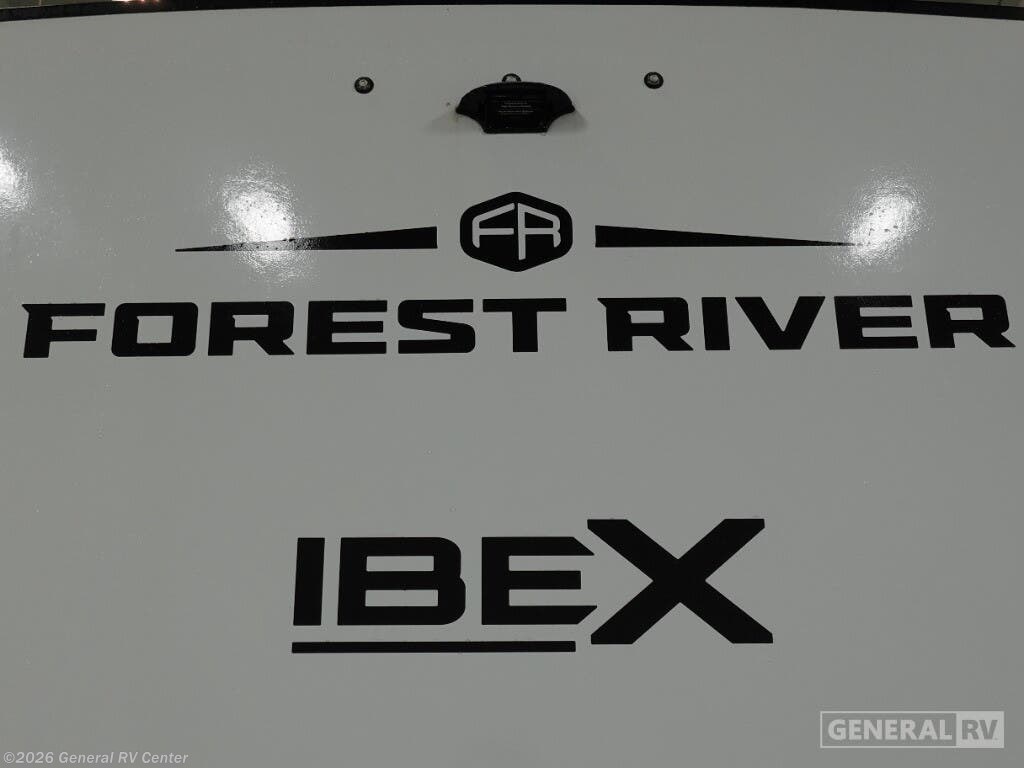 FR
FOREST RIVER
IBEX
GENERAL RV
©2026 General RV Center